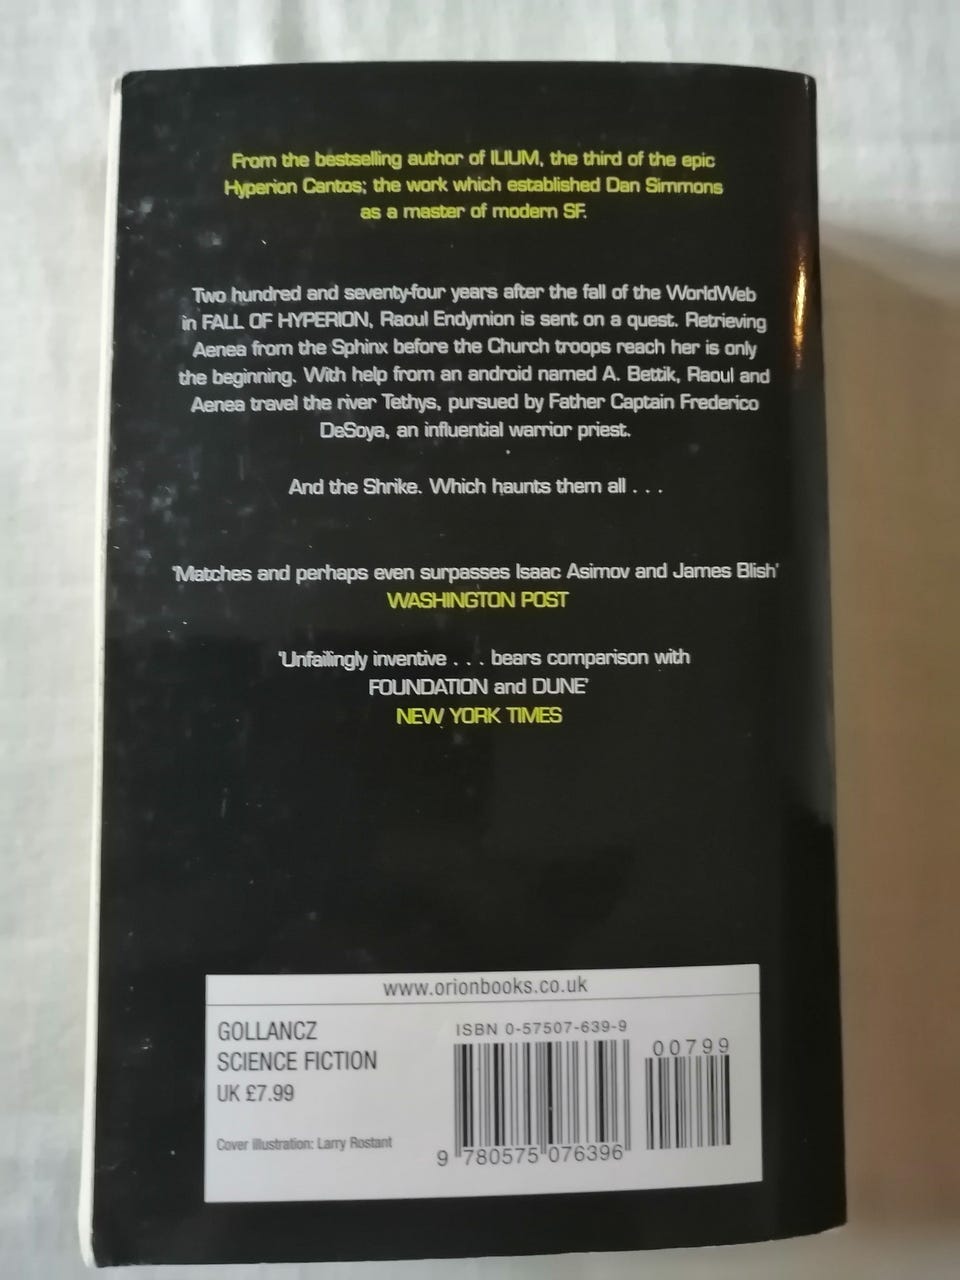 From the bestselling author of ILIUM, the third of the epic
Hyperion Cantos; the work which established Dan Simmons
as a master of modern SF.
Two hundred and seventy-four years after the fall of the WorldWeb
in FALL OF HYPERION, Raoul Endymion is sent on a quest. Retrieving
Aenea from the Sphinx before the Church troops reach her is only
the beginning. With help from an android named A. Bettik, Raoul and
Aenea travel the river Tethys, pursued by Father Captain Frederico
DeSoya, an influential warrior priest.
And the Shrike. Which haunts them all . . .
'Matches and perhaps even surpasses Isaac Asimov and James Blish'
WASHINGTON POST
'Unfailingly inventive . . . bears comparison with
FOUNDATION and DUNE'
NEW YORK TIMES
www.orionbooks.co.uk
GOLLANCZ
SCIENCE FICTION
UK £7.99
Cover illustration: Larry Rostant
ISBN 0-57507-639-9
00799
9 780575 076396